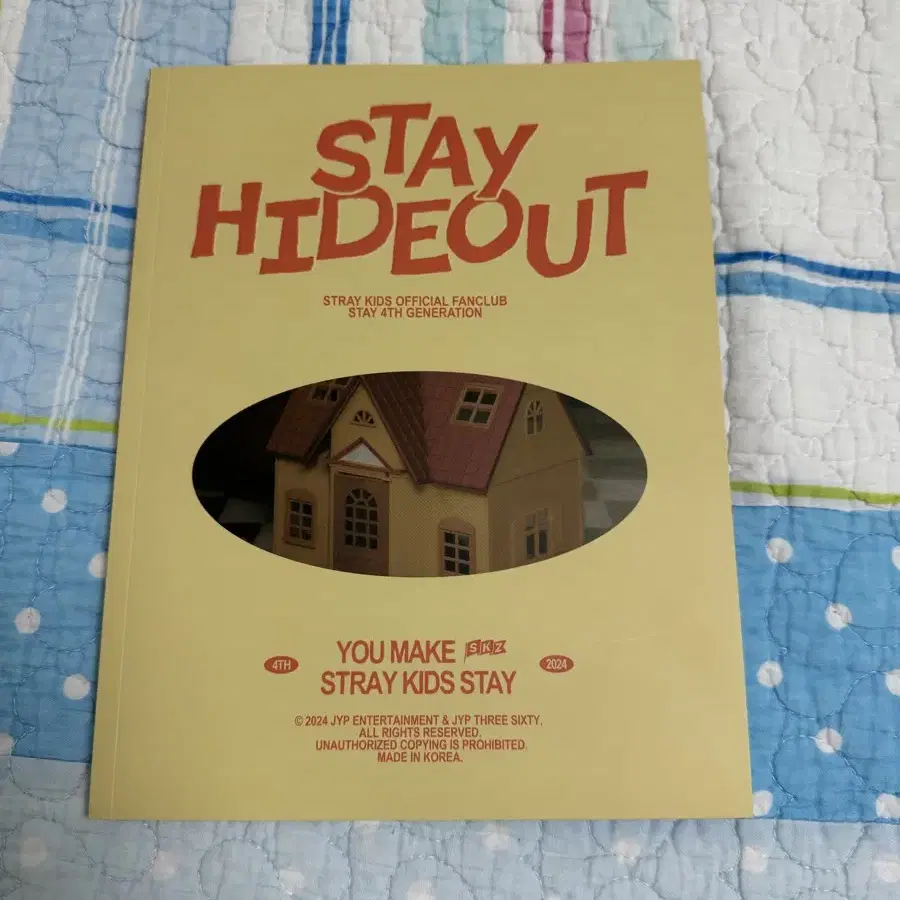 STAY
HIDEOUT
STRAY KIDS OFFICIAL FANCLUB
STAY 4TH GENERATION
4TH
YOU MAKE SKZ
STRAY KIDS STAY
2024
© 2024 JYP ENTERTAINMENT & JYP THREE SIXTY.
ALL RIGHTS RESERVED.
UNAUTHORIZED COPYING IS PROHIBITED.
MADE IN KOREA.